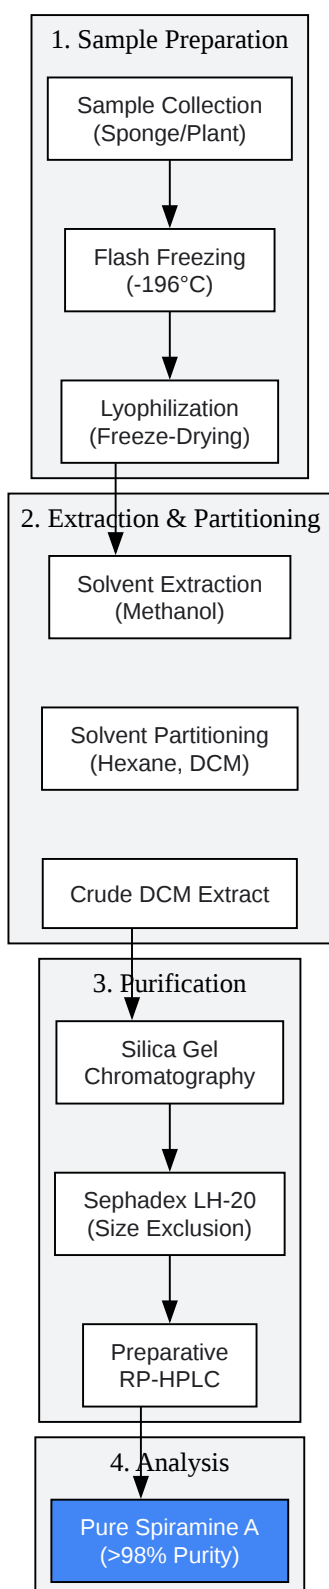 1. Sample Preparation
Sample Collection
(Sponge/Plant)
Flash Freezing
(-196°C)
Lyophilization
(Freeze-Drying)
2. Extraction & Partitioning
Solvent Extraction
(Methanol)
Solvent Partitioning
(Hexane, DCM)
Crude DCM Extract
3. Purification
Silica Gel
Chromatography
Sephadex LH-20
(Size Exclusion)
Preparative
RP-HPLC
4. Analysis
Pure Spiramine A
(>98% Purity)